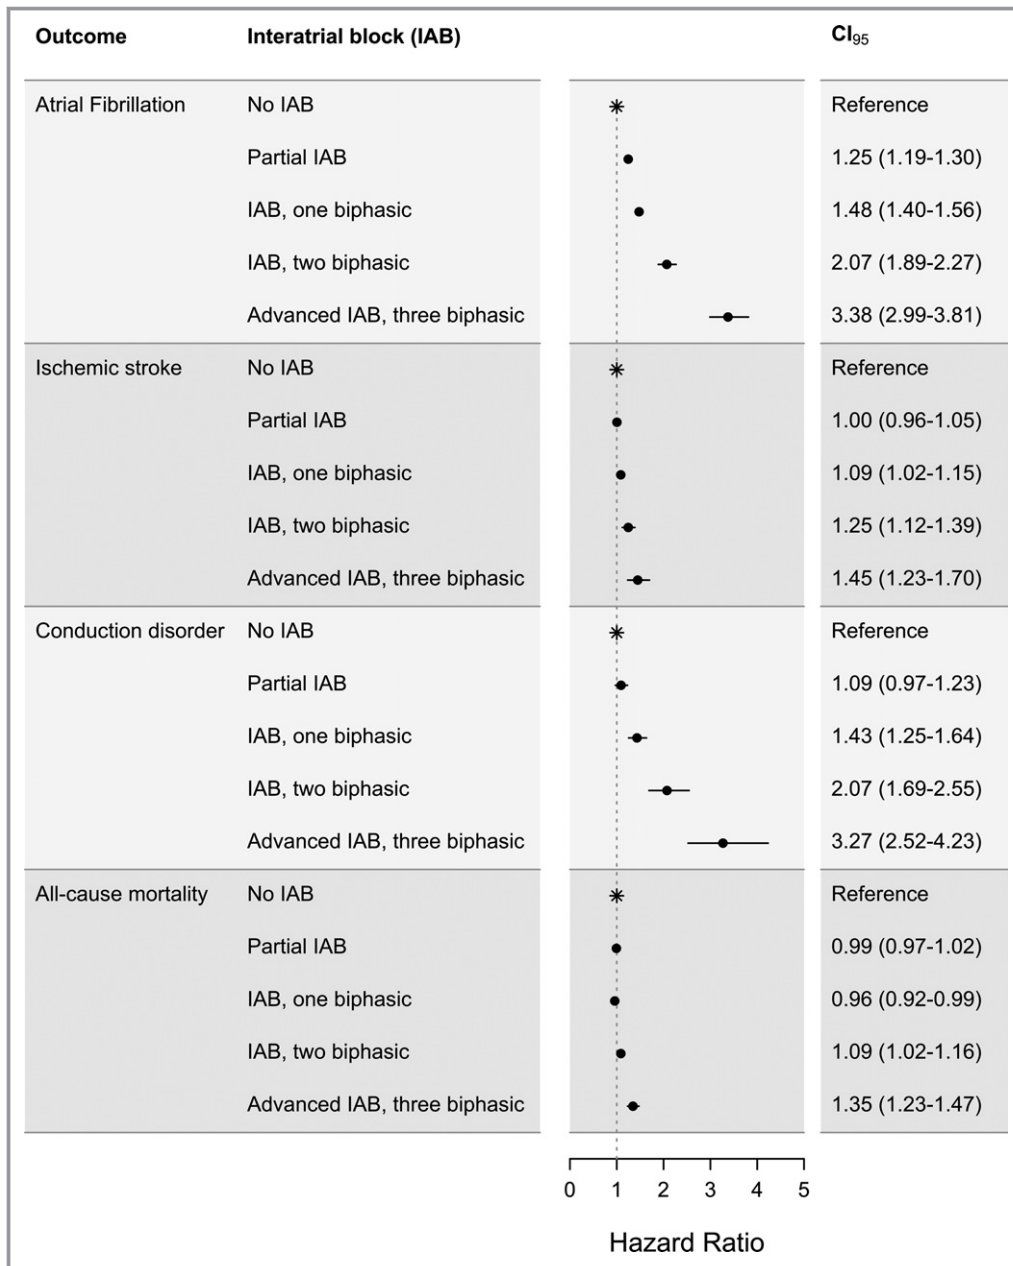 Outcome Interatrial block (IAB) CI95
Atrial Fibrillation No IAB Reference
Partial IAB 1.25 (1.19-1.30)
IAB, one biphasic 1.48 (1.40-1.56)
IAB, two biphasic 2.07 (1.89-2.27)
Advanced IAB, three biphasic 3.38 (2.99-3.81)
Ischemic stroke No IAB Reference
Partial IAB 1.00 (0.96-1.05)
IAB, one biphasic 1.09 (1.02-1.15)
IAB, two biphasic 1.25 (1.12-1.39)
Advanced IAB, three biphasic 1.45 (1.23-1.70)
Conduction disorder No IAB Reference
Partial IAB 1.09 (0.97-1.23)
IAB, one biphasic 1.43 (1.25-1.64)
IAB, two biphasic 2.07 (1.69-2.55)
Advanced IAB, three biphasic 3.27 (2.52-4.23)
All-cause mortality No IAB Reference
Partial IAB 0.99 (0.97-1.02)
IAB, one biphasic 0.96 (0.92-0.99)
IAB, two biphasic 1.09 (1.02-1.16)
Advanced IAB, three biphasic 1.35 (1.23-1.47)
0 1 2 3 4 5
Hazard Ratio